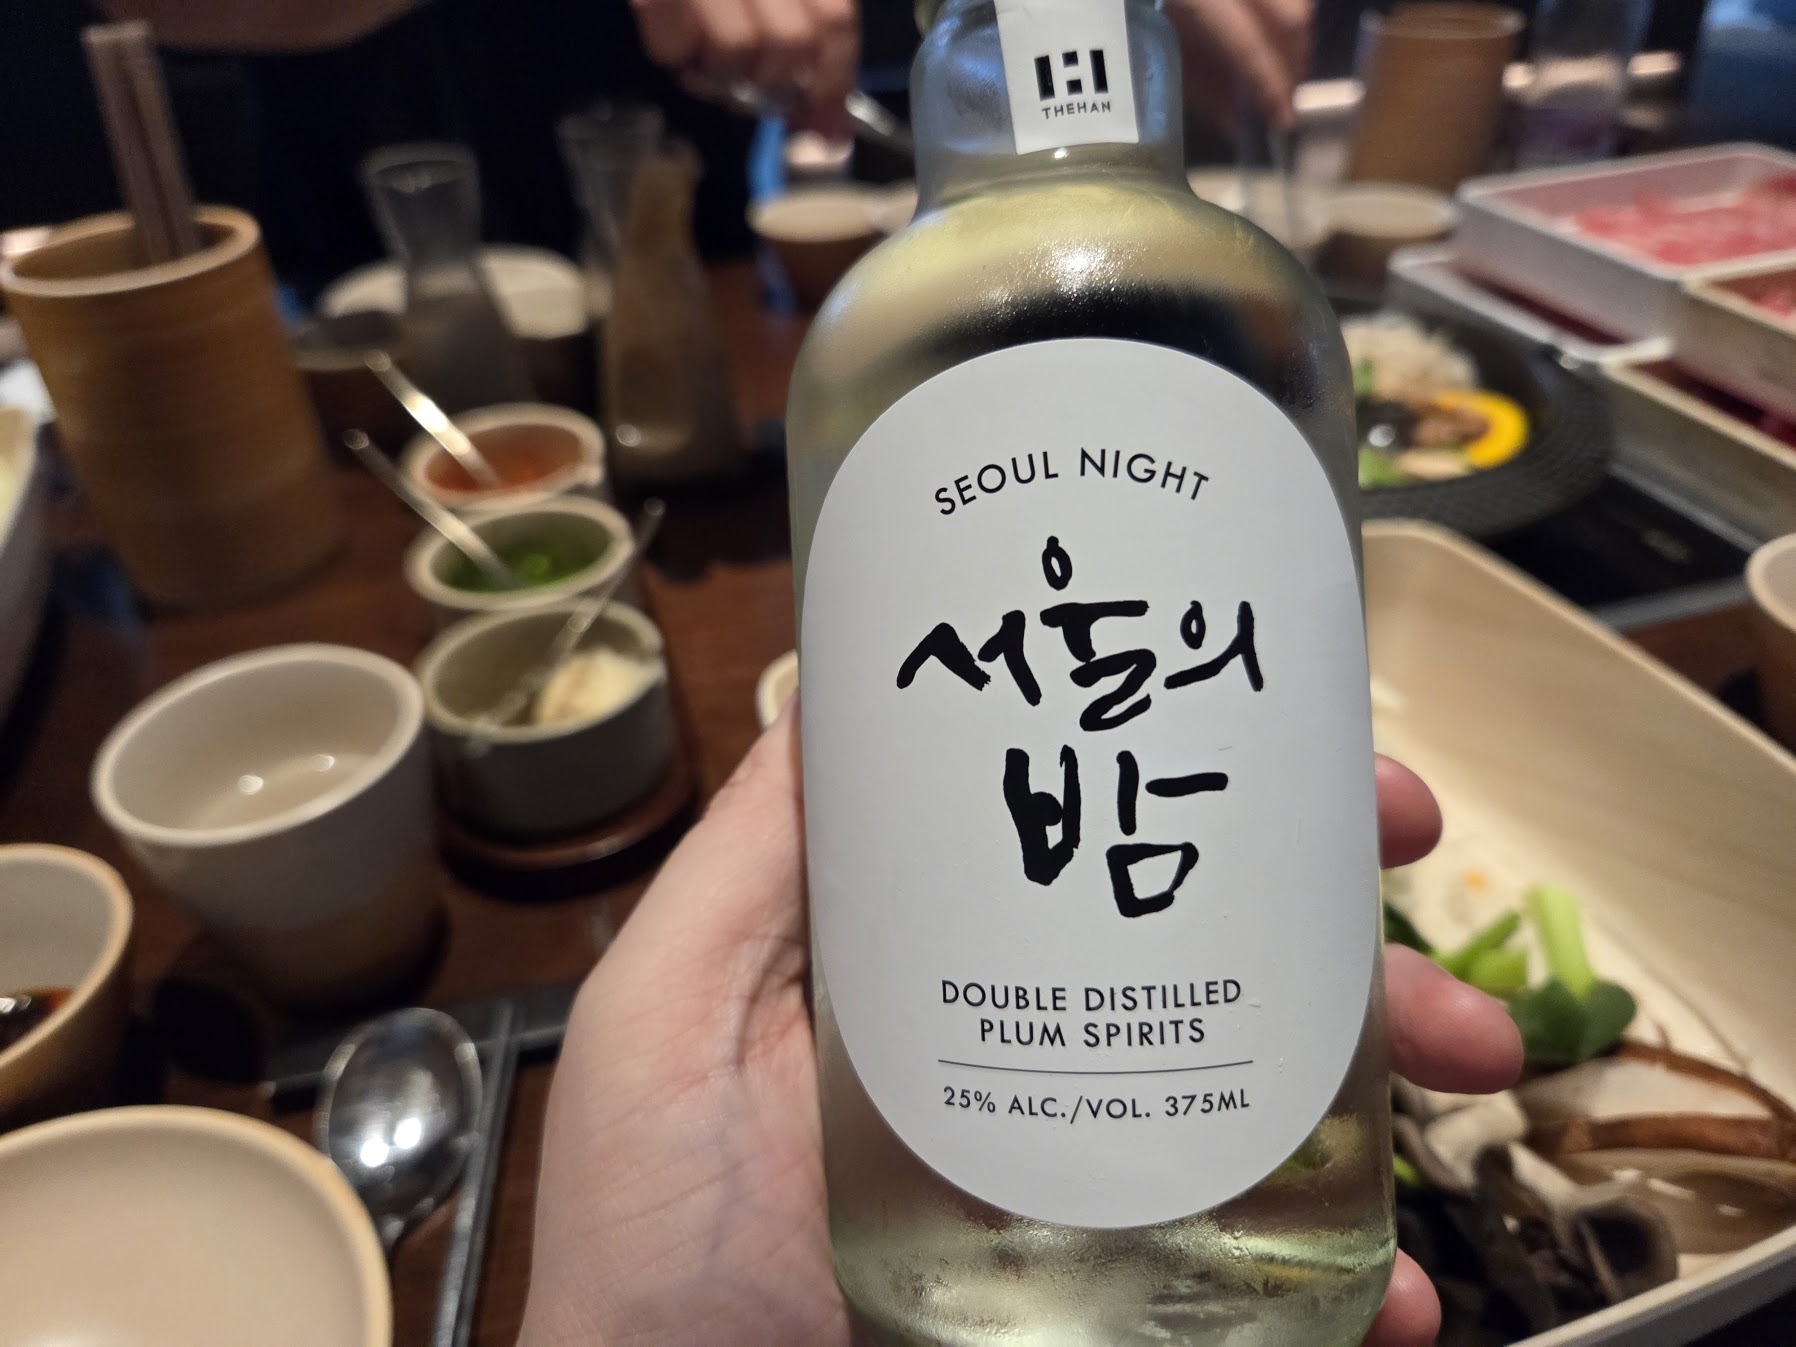 THEHAN
SEOUL NIGHT
서울의
밤
DOUBLE DISTILLED
PLUM SPIRITS
25% ALC./VOL. 375ML